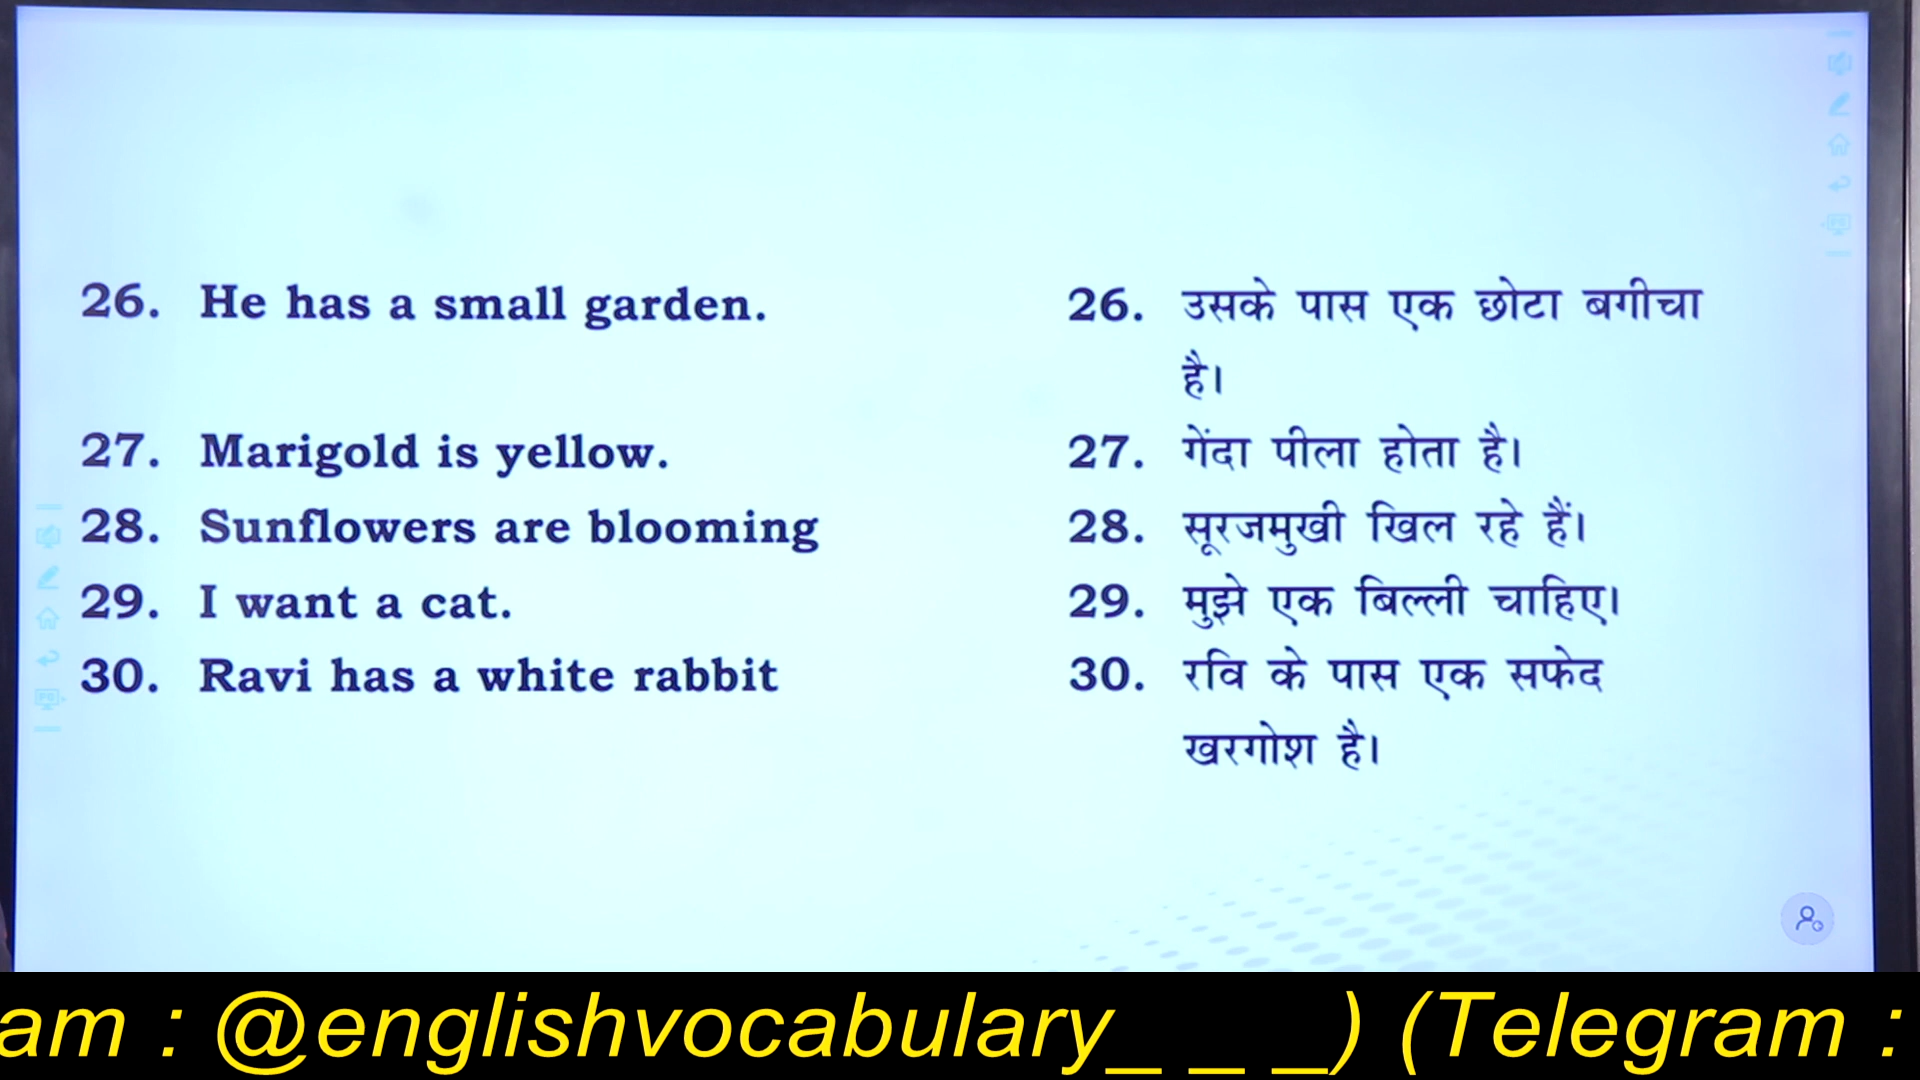 26. He has a small garden.
26. उसके पास एक छोटा बगीचा
है।
27. Marigold is yellow.
27. गेंदा पीला होता है।
28. Sunflowers are blooming
28. सूरजमुखी खिल रहे हैं।
29. I want a cat.
29. मुझे एक बिल्ली चाहिए।
30. Ravi has a white rabbit
30. रवि के पास एक सफेद
खरगोश है।
am : @englishvocabulary_ _ _) (Telegram :